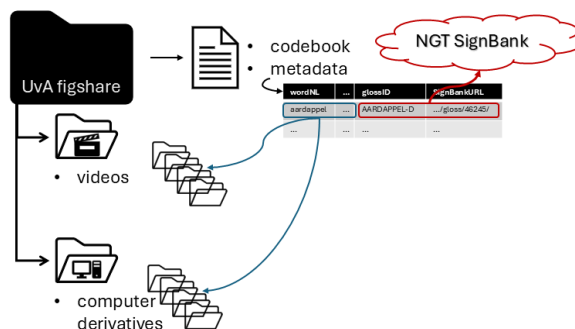 UvA figshare
• codebook
• metadata
NGT SignBank
wordNL ... glossID SignBankURL
aardappel ... AARDAPPEL-D .../gloss/46245/
... ... ...
• videos
• computer
derivatives